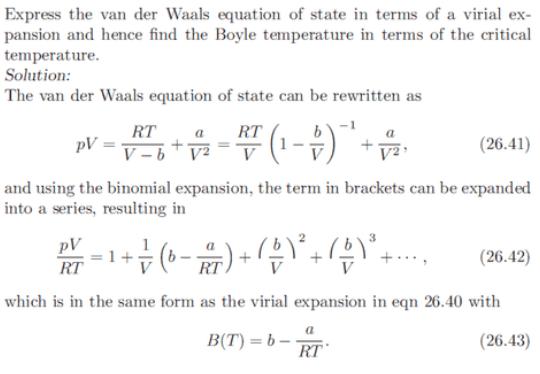 Express the van der Waals equation of state in terms of a virial ex-
pansion and hence find the Boyle temperature in terms of the critical
temperature.
Solution:
The van der Waals equation of state can be rewritten as
pV = \frac{RT}{V - b} + \frac{a}{V^2} = \frac{RT}{V} \left(1 - \frac{b}{V}\right)^{-1} + \frac{a}{V^2}, (26.41)
and using the binomial expansion, the term in brackets can be expanded
into a series, resulting in
\frac{pV}{RT} = 1 + \frac{1}{V} \left(b - \frac{a}{RT}\right) + \left(\frac{b}{V}\right)^2 + \left(\frac{b}{V}\right)^3 + \cdots, (26.42)
which is in the same form as the virial expansion in eqn 26.40 with
B(T) = b - \frac{a}{RT}. (26.43)